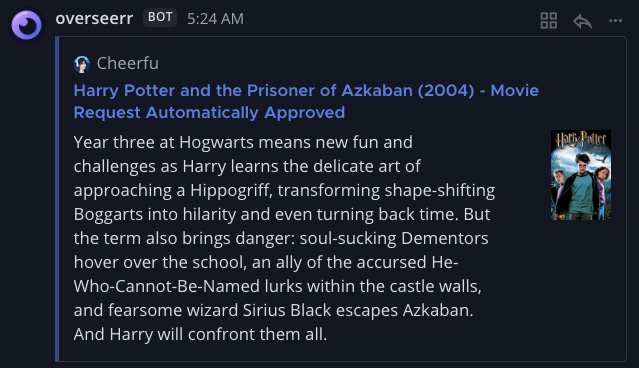 overseerr BOT 5:24 AM
Cheerfu
Harry Potter and the Prisoner of Azkaban (2004) - Movie
Request Automatically Approved
Year three at Hogwarts means new fun and
challenges as Harry learns the delicate art of
approaching a Hippogriff, transforming shape-shifting
Boggarts into hilarity and even turning back time. But
the term also brings danger: soul-sucking Dementors
hover over the school, an ally of the accursed He-
Who-Cannot-Be-Named lurks within the castle walls,
and fearsome wizard Sirius Black escapes Azkaban.
And Harry will confront them all.
Harry Potter